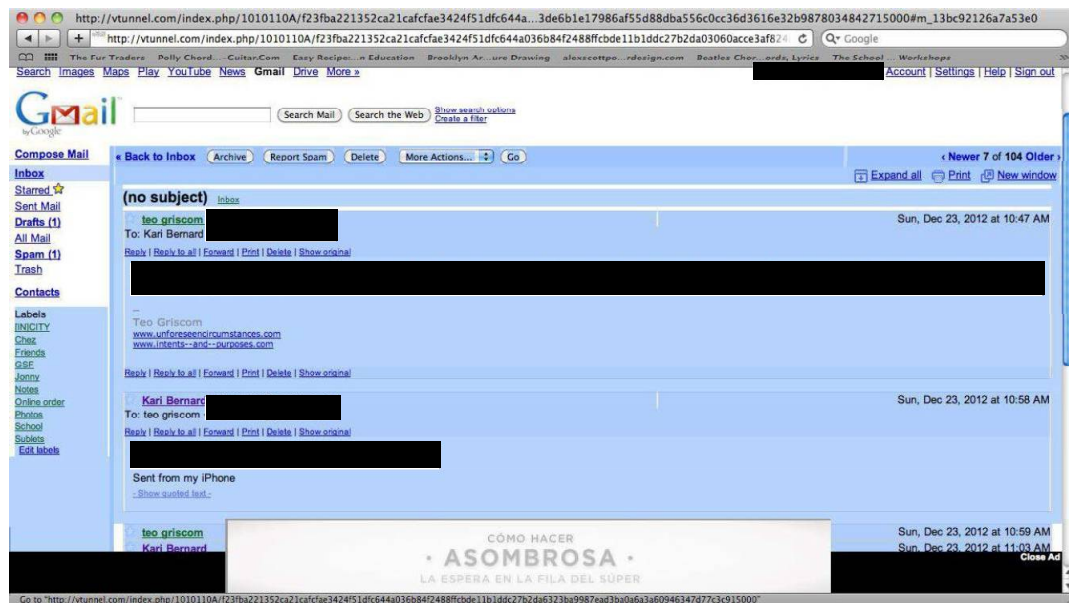 http://vtunnel.com/index.php/1010110A/f23fba221352ca21cafcfae3424f51dfc644a...3de6b1e17986af55d88dba556c0cc36d3616e32b9878034842715000#m_13bc92126a7a53e0
http://vtunnel.com/index.php/1010110A/f23fba221352ca21cafcfae3424f51dfc644a036b84f2488ffcbde11b1ddc27b2da03060acce3af824
Google
The Fur Traders Polly Chord...-Guitar.Com Easy Recipe:...n Education Brooklyn Ar...ure Drawing alexscottpo...rdesign.com Beatles Chor...ords, Lyrics The School ... Workshops
Search Images Maps Play YouTube News Gmail Drive More »
Account | Settings | Help | Sign out
Gmail
by Google
Search Mail
Search the Web
Show search options
Create a filter
Compose Mail
Inbox
Starred
Sent Mail
Drafts (1)
All Mail
Spam (1)
Trash
Contacts
Labels
IINICITY
Chez
Friends
GSF
Jonny
Notes
Online order
Photos
School
Sublets
Edit labels
« Back to Inbox Archive Report Spam Delete More Actions... Go
‹ Newer 7 of 104 Older ›
Expand all Print New window
(no subject) Inbox
teo griscom
Sun, Dec 23, 2012 at 10:47 AM
To: Kari Bernard
Reply | Reply to all | Forward | Print | Delete | Show original
--
Teo Griscom
www.unforeseencircumstances.com
www.intents--and--purposes.com
Reply | Reply to all | Forward | Print | Delete | Show original
Kari Bernard
Sun, Dec 23, 2012 at 10:58 AM
To: teo griscom
Reply | Reply to all | Forward | Print | Delete | Show original
Sent from my iPhone
- Show quoted text -
teo griscom
Sun, Dec 23, 2012 at 10:59 AM
Kari Bernard
Sun, Dec 23, 2012 at 11:03 AM
CÓMO HACER
· ASOMBROSA ·
LA ESPERA EN LA FILA DEL SÚPER
Close Ad
Go to "http://vtunnel.com/index.php/1010110A/f23fba221352ca21cafcfae3424f51dfc644a036b84f2488ffcbde11b1ddc27b2da6323ba9987ead3ba0a6a3a60946347d77c3c915000"